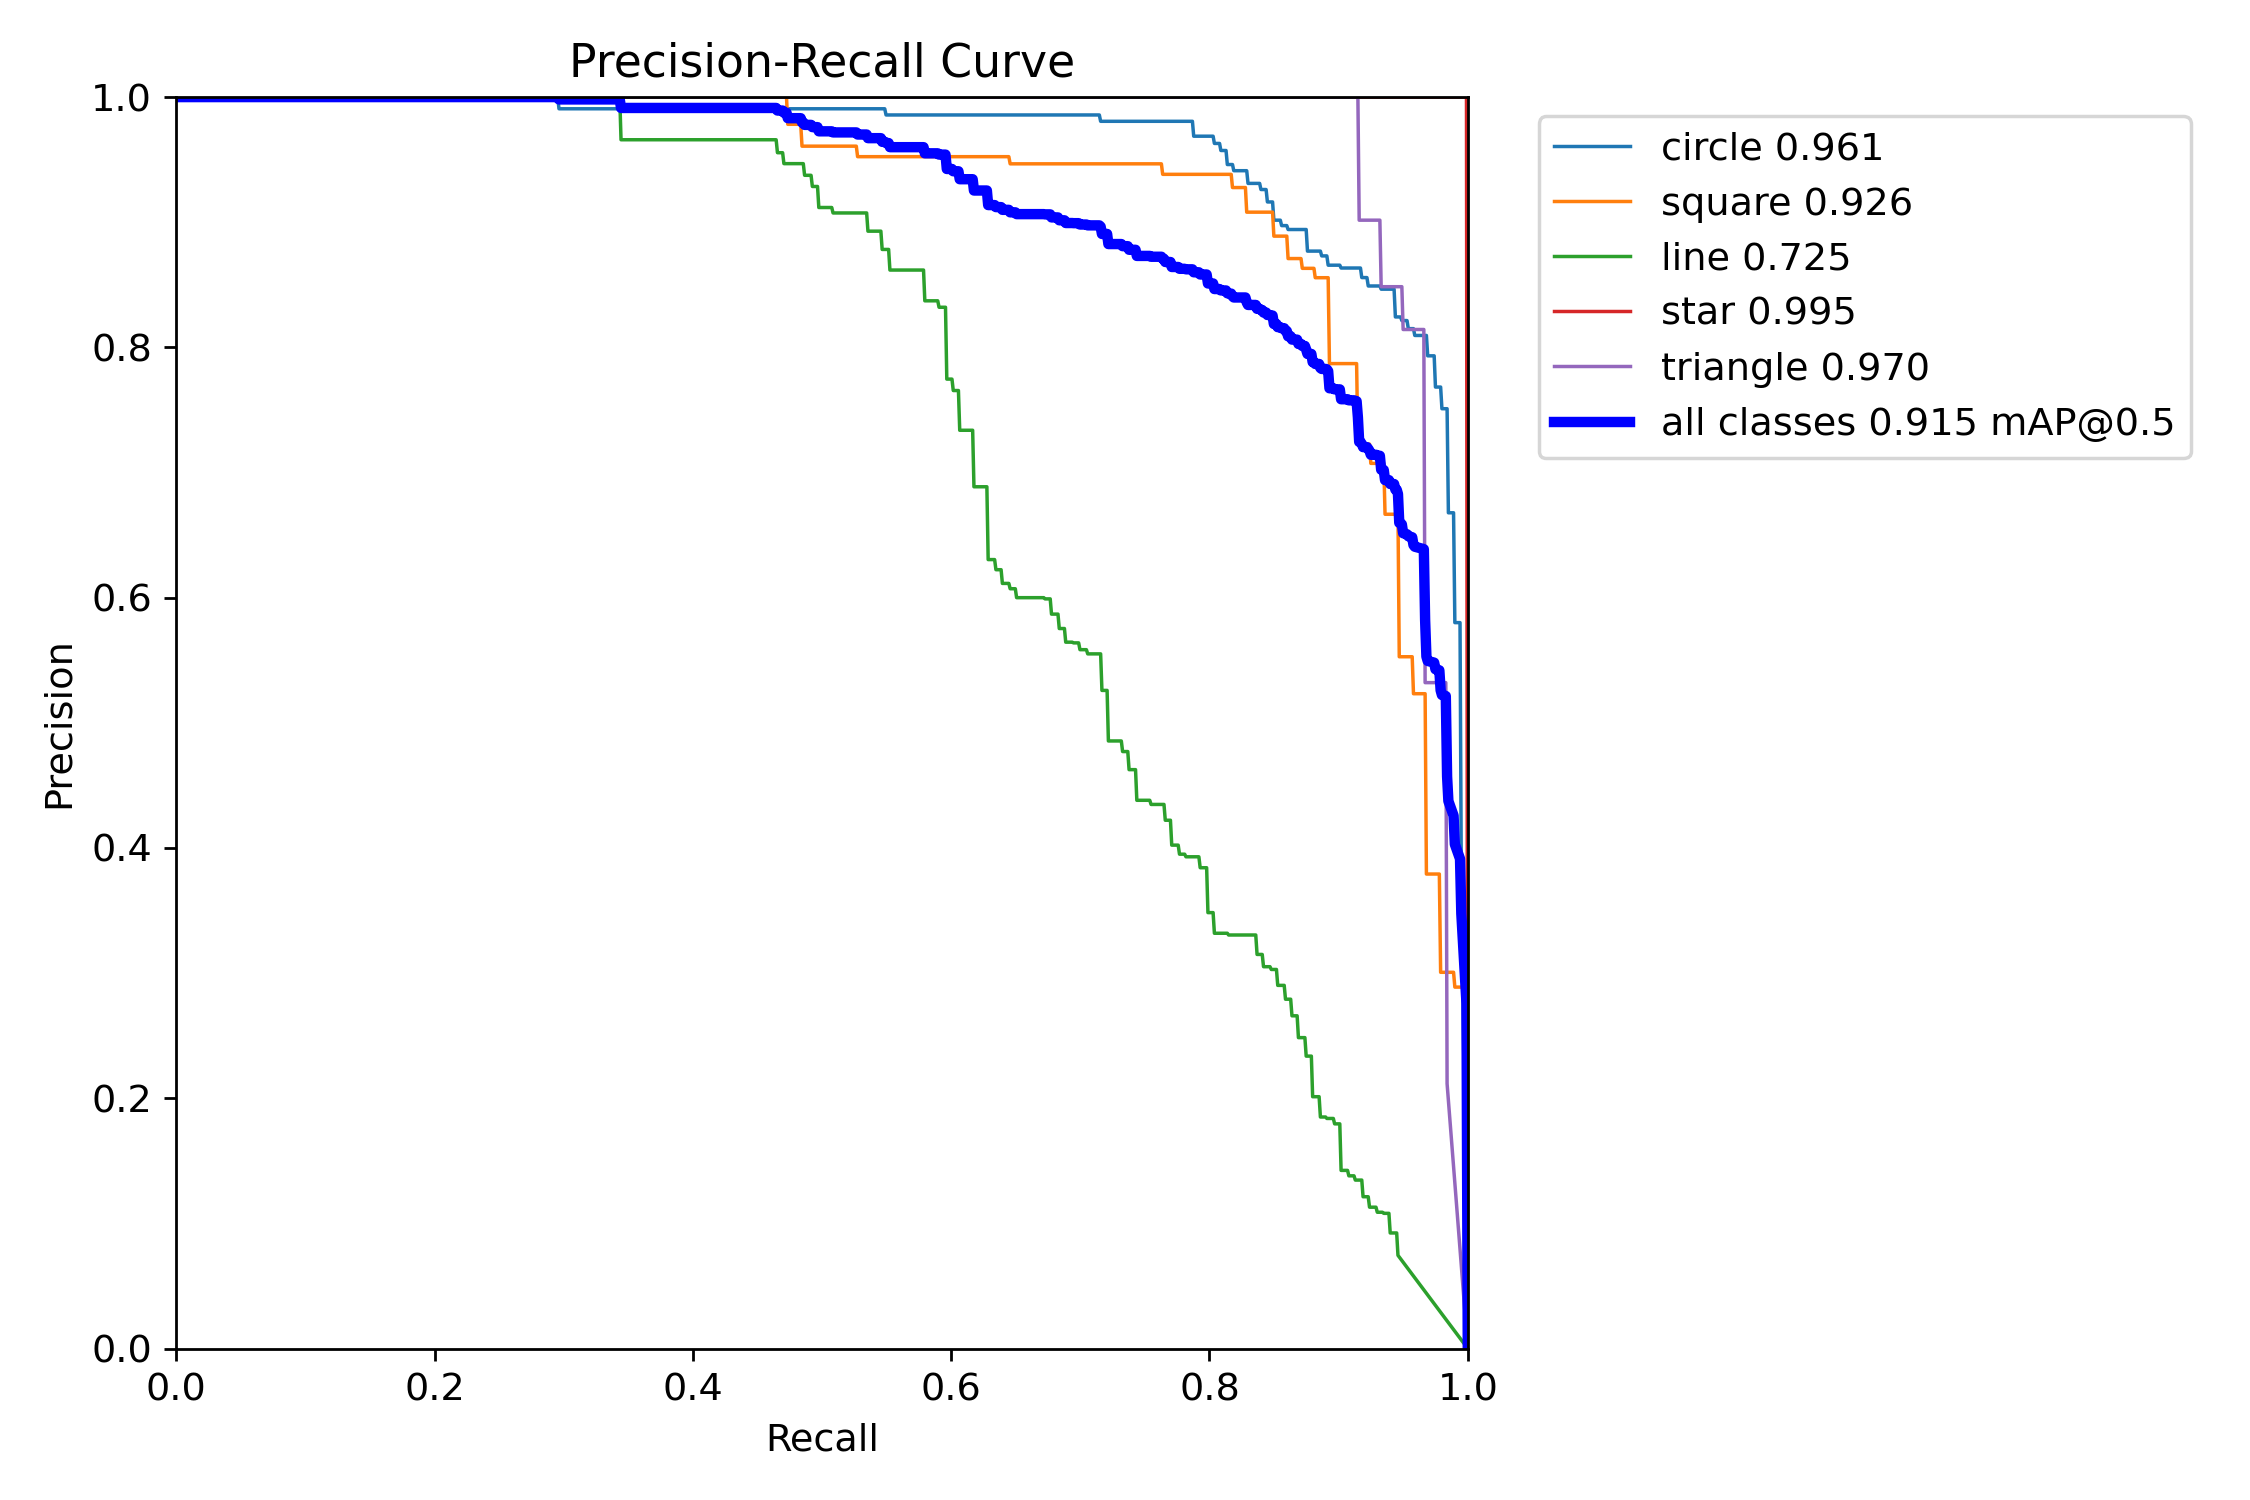 Precision-Recall Curve
1.0
0.8
0.6
0.4
0.2
0.0
Precision
0.0 0.2 0.4 0.6 0.8 1.0
Recall
circle 0.961
square 0.926
line 0.725
star 0.995
triangle 0.970
all classes 0.915 mAP@0.5